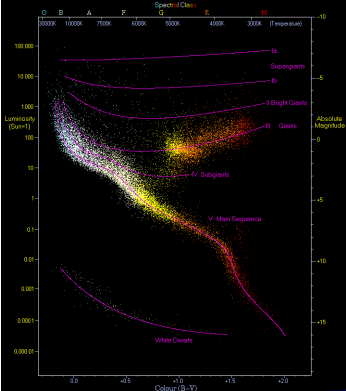 Spectral Class
O B A F G K M
30000K 10000K 7500K 6000K 5000K 4000K 3000K (Temperature)
-10
Ia
100 000
Supergiants
-5
10 000
Ib
1 000
II Bright Giants
Luminosity
(Sun=1)
100
III Giants
Absolute
Magnitude
0
10
IV Subgiants
1
+5
V Main Sequence
0.1
0.01
+10
0.001
0.0001
+15
White Dwarfs
0.000 01
0.0 +0.5 +1.0 +1.5 +2.0
Colour (B-V)